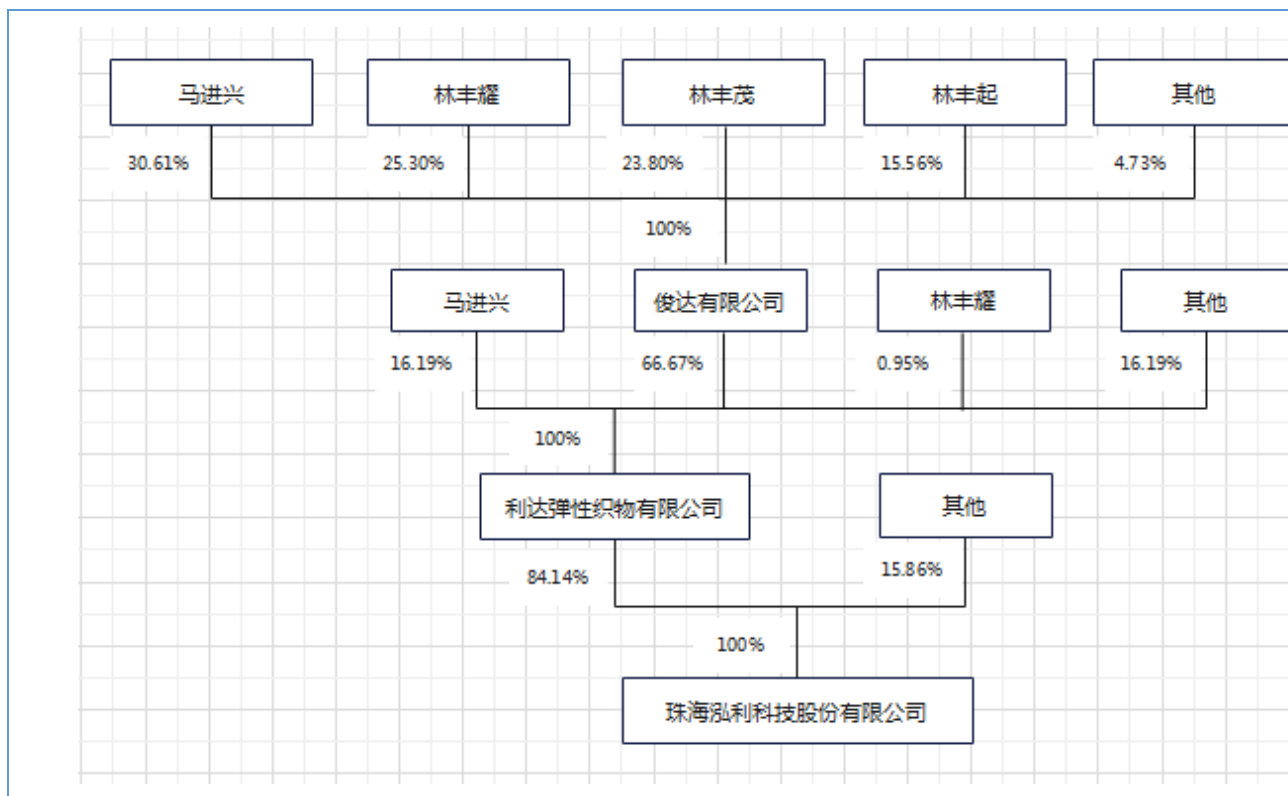 马进兴 林丰耀 林丰茂 林丰起 其他
30.61% 25.30% 23.80% 15.56% 4.73%
100%
马进兴 俊达有限公司 林丰耀 其他
16.19% 66.67% 0.95% 16.19%
100%
利达弹性织物有限公司 其他
84.14% 15.86%
100%
珠海泓利科技股份有限公司